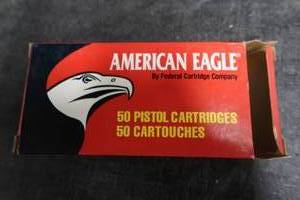 AMERICAN EAGLE
By Federal Cartridge Company
50 PISTOL CARTRIDGES
50 CARTOUCHES